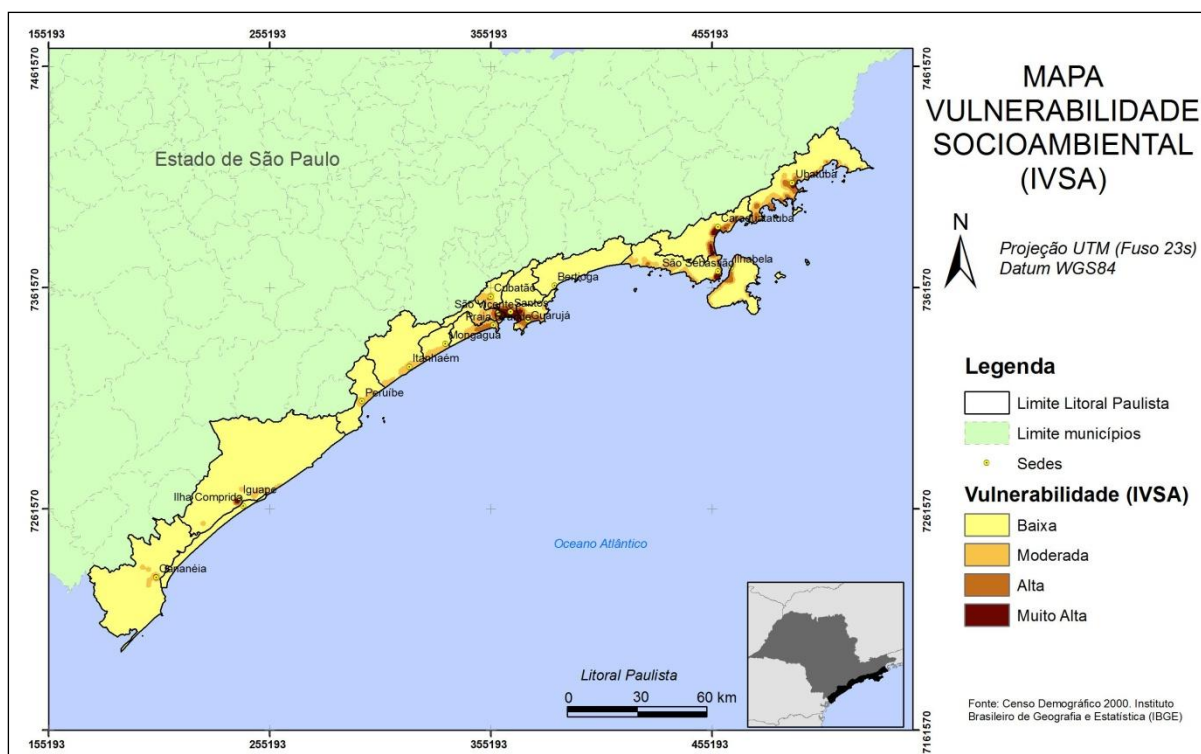 155193
255193
355193
455193
7461570
7461570
7361570
7361570
7261570
7261570
7161570
155193
255193
355193
455193
Estado de São Paulo
Ubatuba
Caraguatatuba
Ilhabela
São Sebastião
Bertioga
Cubatão
São Vicente
Santos
Praia Grande
Guarujá
Mongaguá
Itanhaém
Peruíbe
Iguape
Ilha Comprida
Cananéia
Oceano Atlântico
Litoral Paulista
0 30 60 km
MAPA
VULNERABILIDADE
SOCIOAMBIENTAL
(IVSA)
N
Projeção UTM (Fuso 23s)
Datum WGS84
Legenda
Limite Litoral Paulista
Limite municípios
Sedes
Vulnerabilidade (IVSA)
Baixa
Moderada
Alta
Muito Alta
Fonte: Censo Demográfico 2000. Instituto
Brasileiro de Geografia e Estatística (IBGE)